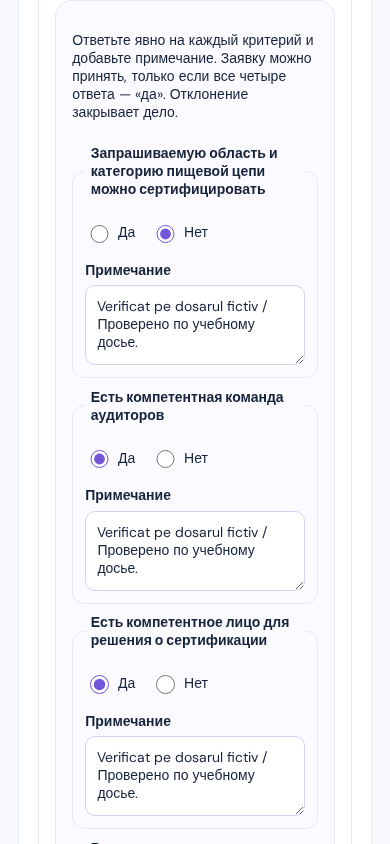 Ответьте явно на каждый критерий и
добавьте примечание. Заявку можно
принять, только если все четыре
ответа — «да». Отклонение
закрывает дело.
Запрашиваемую область и
категорию пищевой цепи
можно сертифицировать
Да Нет
Примечание
Verificat pe dosarul fictiv /
Проверено по учебному
досье.
Есть компетентная команда
аудиторов
Да Нет
Примечание
Verificat pe dosarul fictiv /
Проверено по учебному
досье.
Есть компетентное лицо для
решения о сертификации
Да Нет
Примечание
Verificat pe dosarul fictiv /
Проверено по учебному
досье.